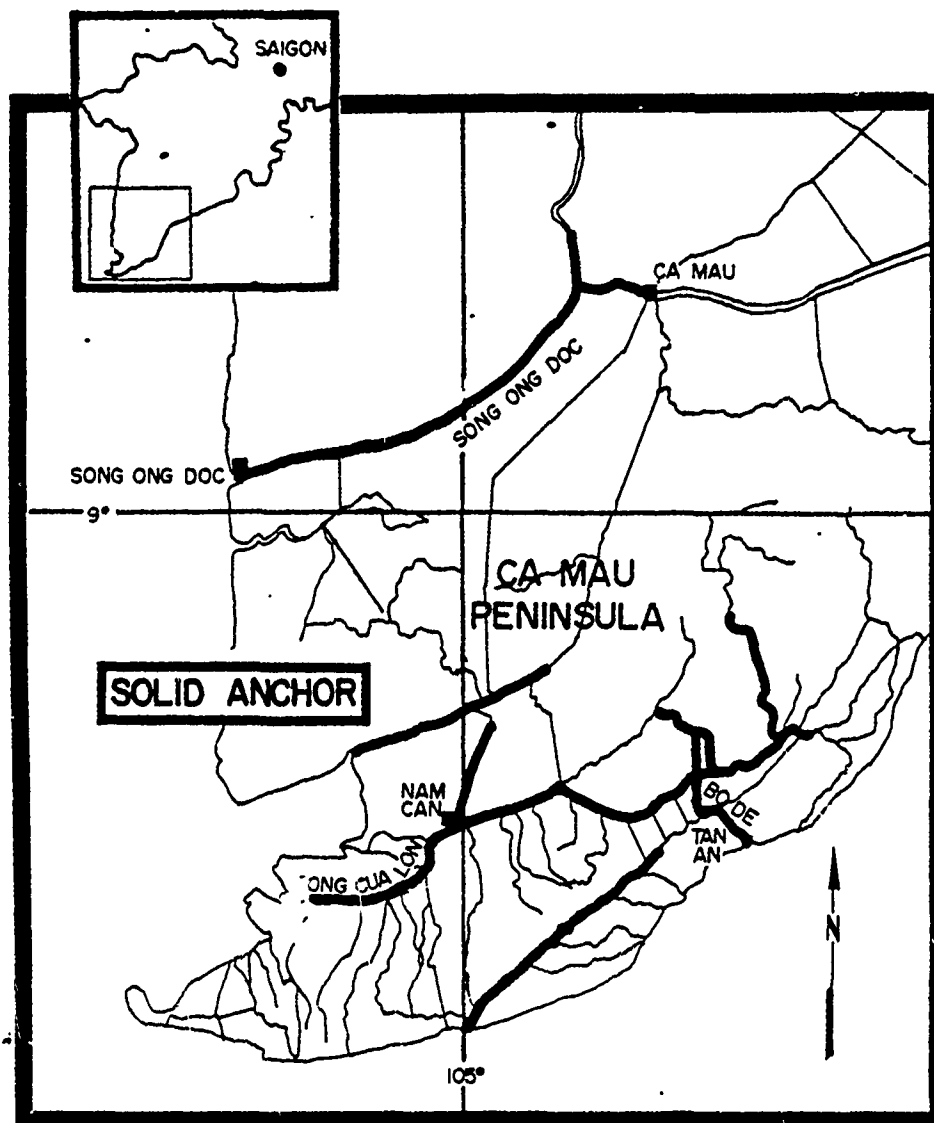 SAIGON
CA MAU
SONG ONG DOC
SONG ONG DOC
9°
CA MAU
PENINSULA
SOLID ANCHOR
NAM
CAN
BO DE
TAN
AN
ONG CUA LON
N
105°